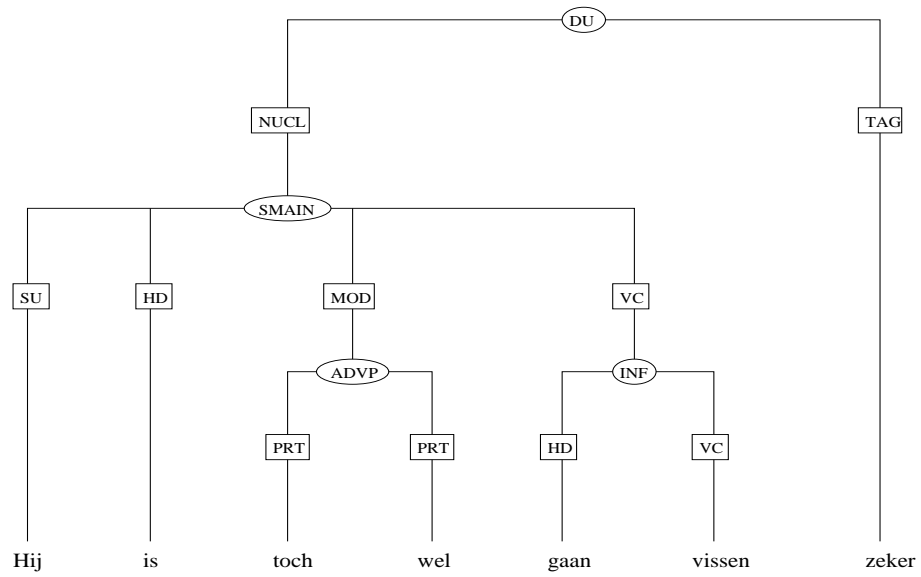 DU
NUCL TAG
SMAIN
SU HD MOD VC
ADVP INF
PRT PRT HD VC
Hij is toch wel gaan vissen zeker